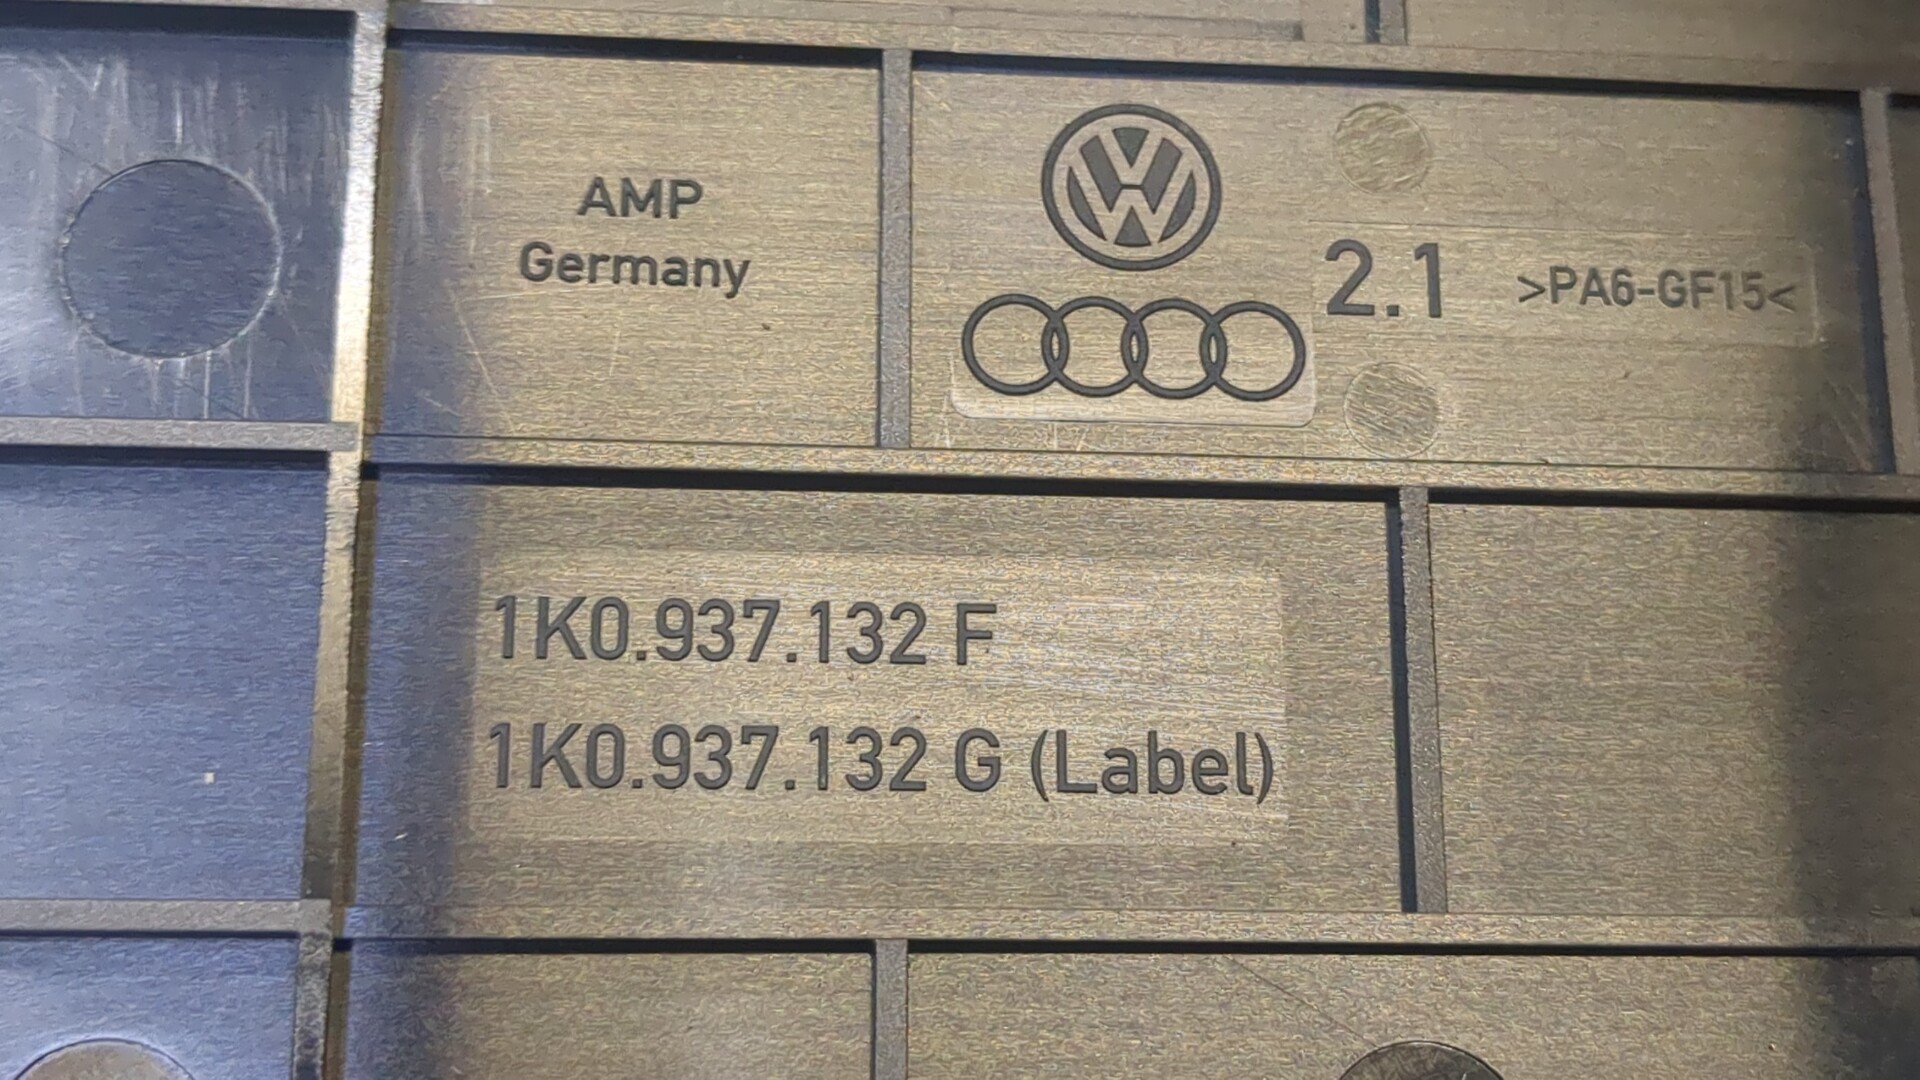 AMP
Germany
2.1 >PA6-GF15<
1K0.937.132 F
1K0.937.132 G (Label)